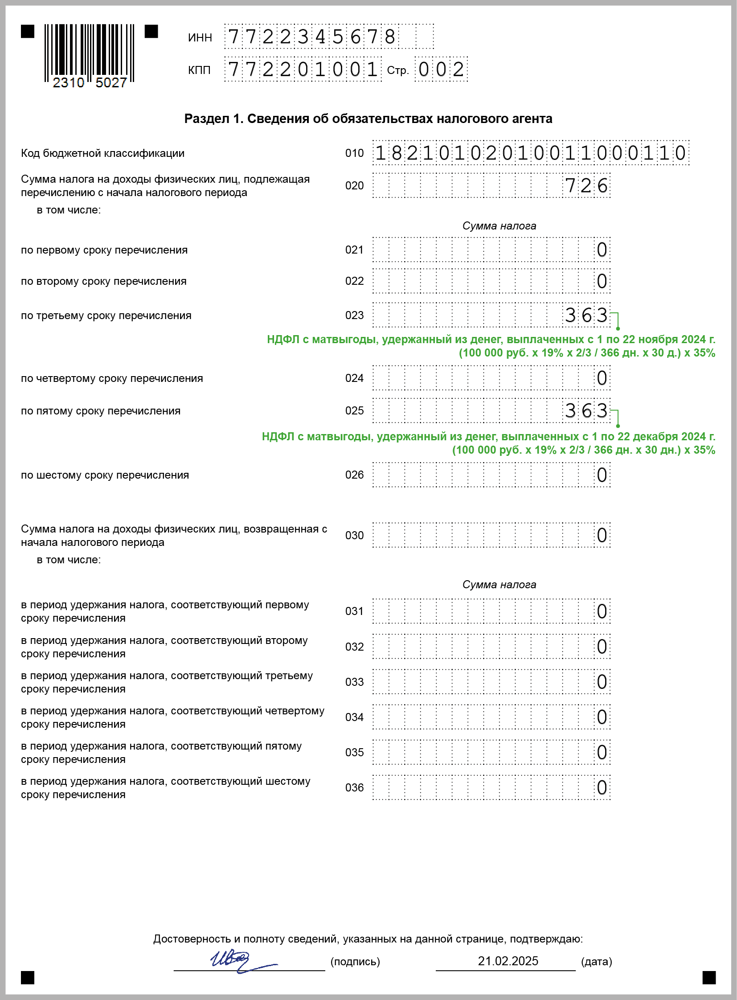 ИНН 7722345678
КПП 772201001 Стр. 002
2310 5027
Раздел 1. Сведения об обязательствах налогового агента
Код бюджетной классификации 010 18210102010011000110
Сумма налога на доходы физических лиц, подлежащая
перечислению с начала налогового периода 020 726
в том числе:
Сумма налога
по первому сроку перечисления 021 0
по второму сроку перечисления 022 0
по третьему сроку перечисления 023 363
НДФЛ с матвыгоды, удержанный из денег, выплаченных с 1 по 22 ноября 2024 г.
(100 000 руб. х 19% х 2/3 / 366 дн. х 30 д.) х 35%
по четвертому сроку перечисления 024 0
по пятому сроку перечисления 025 363
НДФЛ с матвыгоды, удержанный из денег, выплаченных с 1 по 22 декабря 2024 г.
(100 000 руб. х 19% х 2/3 / 366 дн. х 30 дн.) х 35%
по шестому сроку перечисления 026 0
Сумма налога на доходы физических лиц, возвращенная с
начала налогового периода 030 0
в том числе:
Сумма налога
в период удержания налога, соответствующий первому
сроку перечисления 031 0
в период удержания налога, соответствующий второму
сроку перечисления 032 0
в период удержания налога, соответствующий третьему
сроку перечисления 033 0
в период удержания налога, соответствующий четвертому
сроку перечисления 034 0
в период удержания налога, соответствующий пятому
сроку перечисления 035 0
в период удержания налога, соответствующий шестому
сроку перечисления 036 0
Достоверность и полноту сведений, указанных на данной странице, подтверждаю:
(подпись) 21.02.2025 (дата)